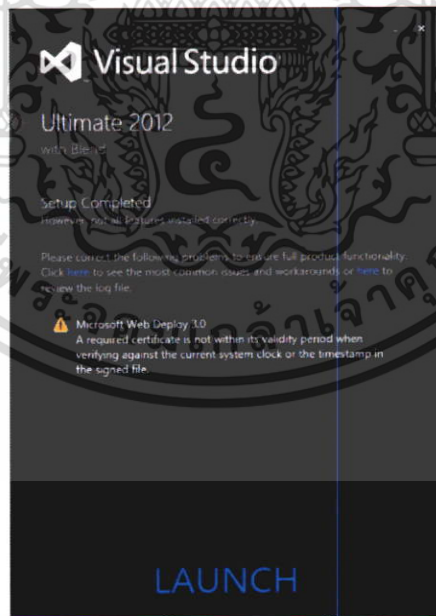 Visual Studio
Ultimate 2012
with Blend
Setup Completed
However, not all features installed correctly.
Please correct the following problems to ensure full product functionality.
Click here to see the most common issues and workarounds or here to
review the log file.
Microsoft Web Deploy 3.0
A required certificate is not within its validity period when
verifying against the current system clock or the timestamp in
the signed file.
LAUNCH